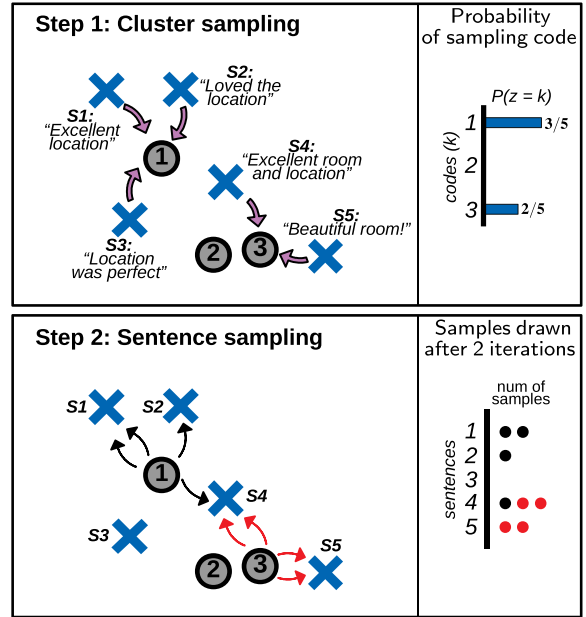 Step 1: Cluster sampling
Probability
of sampling code
S1:
“Excellent
location”
S2:
“Loved the
location”
S4:
“Excellent room
and location”
S5:
“Beautiful room!”
S3:
“Location
was perfect”
1
2
3
P(z = k)
codes (k)
1
3/5
2
3
2/5
Step 2: Sentence sampling
Samples drawn
after 2 iterations
S1
S2
1
S4
S3
2
3
S5
num of
samples
sentences
1
2
3
4
5